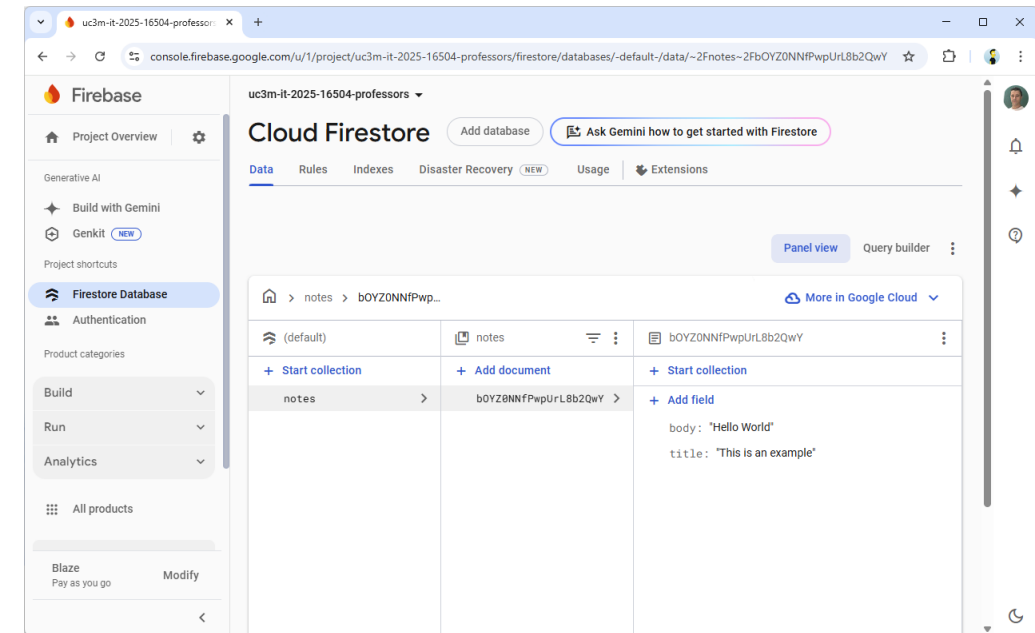 uc3m-it-2025-16504-professors
console.firebase.google.com/u/1/project/uc3m-it-2025-16504-professors/firestore/databases/-default-/data/~2Fnotes~2FbOYZ0NNfPwpUrL8b2QwY
Firebase
Project Overview
Generative AI
Build with Gemini
Genkit NEW
Project shortcuts
Firestore Database
Authentication
Product categories
Build
Run
Analytics
All products
Blaze
Pay as you go
Modify
uc3m-it-2025-16504-professors
Cloud Firestore
Add database
Ask Gemini how to get started with Firestore
Data Rules Indexes Disaster Recovery NEW Usage Extensions
Panel view Query builder
notes bOYZ0NNfPwp...
More in Google Cloud
(default)
+ Start collection
notes
notes
+ Add document
bOYZ0NNfPwpUrL8b2QwY
bOYZ0NNfPwpUrL8b2QwY
+ Start collection
+ Add field
body: "Hello World"
title: "This is an example"